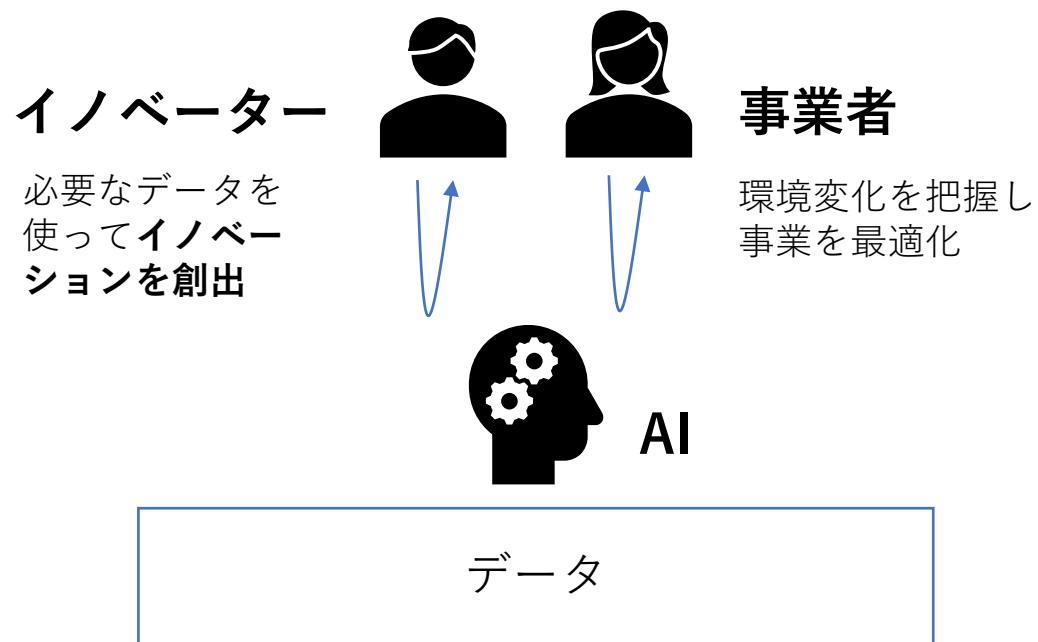 イノベーター
必要なデータを
使ってイノベー
ションを創出
事業者
環境変化を把握し
事業を最適化
AI
データ